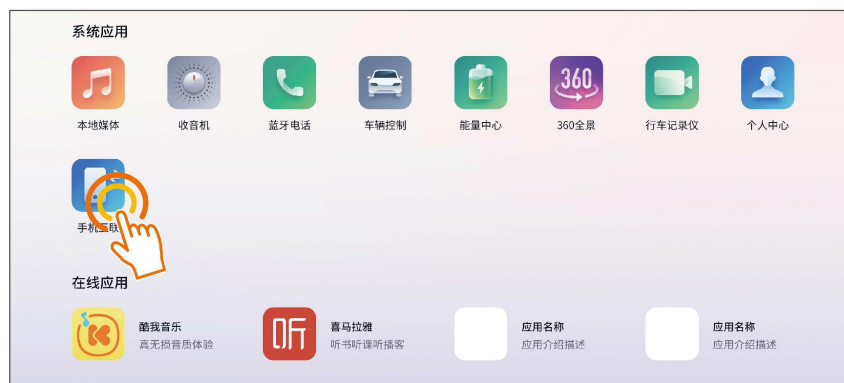 系统应用
360
本地媒体 收音机 蓝牙电话 车辆控制 能量中心 360全景 行车记录仪 个人中心
手机互联
在线应用
听
酷我音乐 喜马拉雅 应用名称 应用名称
真无损音质体验 听书听课听播客 应用介绍描述 应用介绍描述